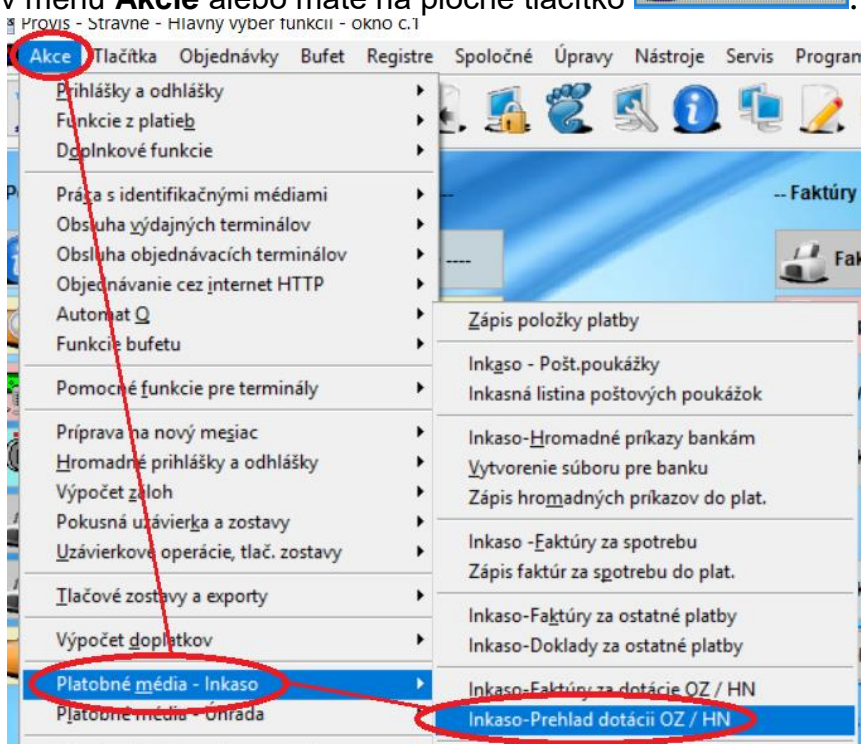 v menu Akcie alebo máte na ploche tlačítko .
Provis - Stravné - Hlavný výber funkcií - okno č.1
Akce Tlačítka Objednávky Bufet Registre Spoločné Úpravy Nástroje Servis Program
Prihlášky a odhlášky
Funkcie z platieb
Doplnkové funkcie
Práca s identifikačnými médiami
Obsluha výdajných terminálov
Obsluha objednávacích terminálov
Objednávanie cez internet HTTP
Automat Q
Funkcie bufetu
Pomocné funkcie pre terminály
Príprava na nový mesiac
Hromadné prihlášky a odhlášky
Výpočet záloh
Pokusná uzávierka a zostavy
Uzávierkové operácie, tlač. zostavy
Tlačové zostavy a exporty
Výpočet doplatkov
Platobné média - Inkaso
Platobné média - Úhrada
--
----
-- Faktúry
Fak
Zápis položky platby
Inkaso - Pošt.poukážky
Inkasná listina poštových poukážok
Inkaso-Hromadné príkazy bankám
Vytvorenie súboru pre banku
Zápis hromadných príkazov do plat.
Inkaso -Faktúry za spotrebu
Zápis faktúr za spotrebu do plat.
Inkaso-Faktúry za ostatné platby
Inkaso-Doklady za ostatné platby
Inkaso-Faktúry za dotácie OZ / HN
Inkaso-Prehlad dotácii OZ / HN